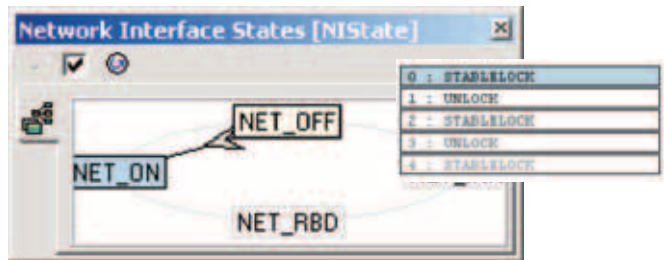 Network Interface States [NIState]
0 : STABLELOCK
1 : UNLOCK
NET_OFF
2 : STABLELOCK
3 : UNLOCK
NET_ON
4 : STABLELOCK
NET_RBD